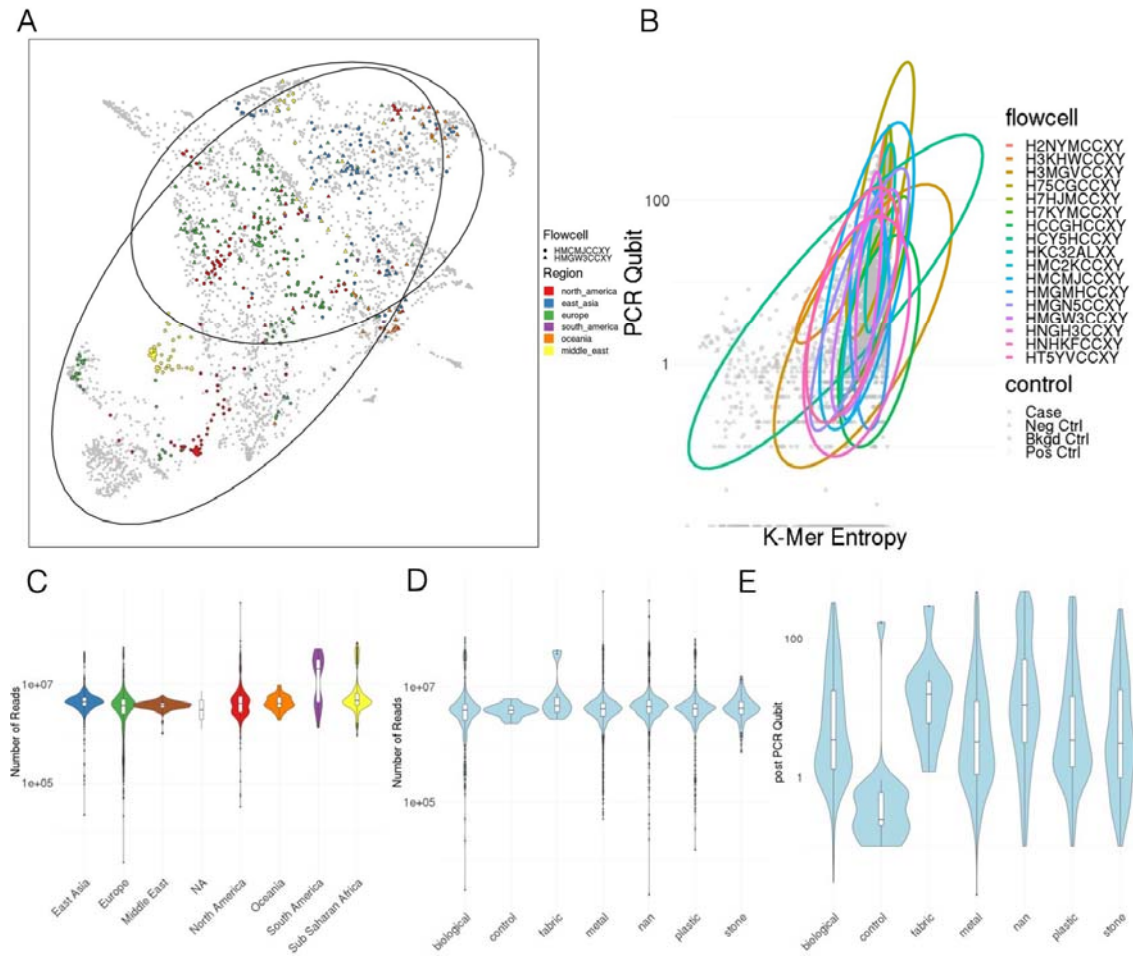 A
Flowcell
HMCMJCCXY
HMGW3CCXY
Region
north_america
east_asia
europe
south_america
oceania
middle_east
B
PCR Qubit
100
1
K-Mer Entropy
flowcell
H2NYMCCXY
H3KHWCCXY
H3MGVCCXY
H75CGCCXY
H7HJMCCXY
H7KYMCCXY
HCCGHCCXY
HCY5HCCXY
HKC32ALXX
HMC2KCCXY
HMCMJCCXY
HMGMHCCXY
HMGN5CCXY
HMGW3CCXY
HNGH3CCXY
HNHKFCCXY
HT5YVCCXY
control
Case
Neg Ctrl
Bkgd Ctrl
Pos Ctrl
C
Number of Reads
1e+07
1e+05
East Asia
Europe
Middle East
NA
North America
Oceania
South America
Sub Saharan Africa
D
Number of Reads
1e+07
1e+05
biological
control
fabric
metal
nan
plastic
stone
E
post PCR Qubit
100
1
biological
control
fabric
metal
nan
plastic
stone